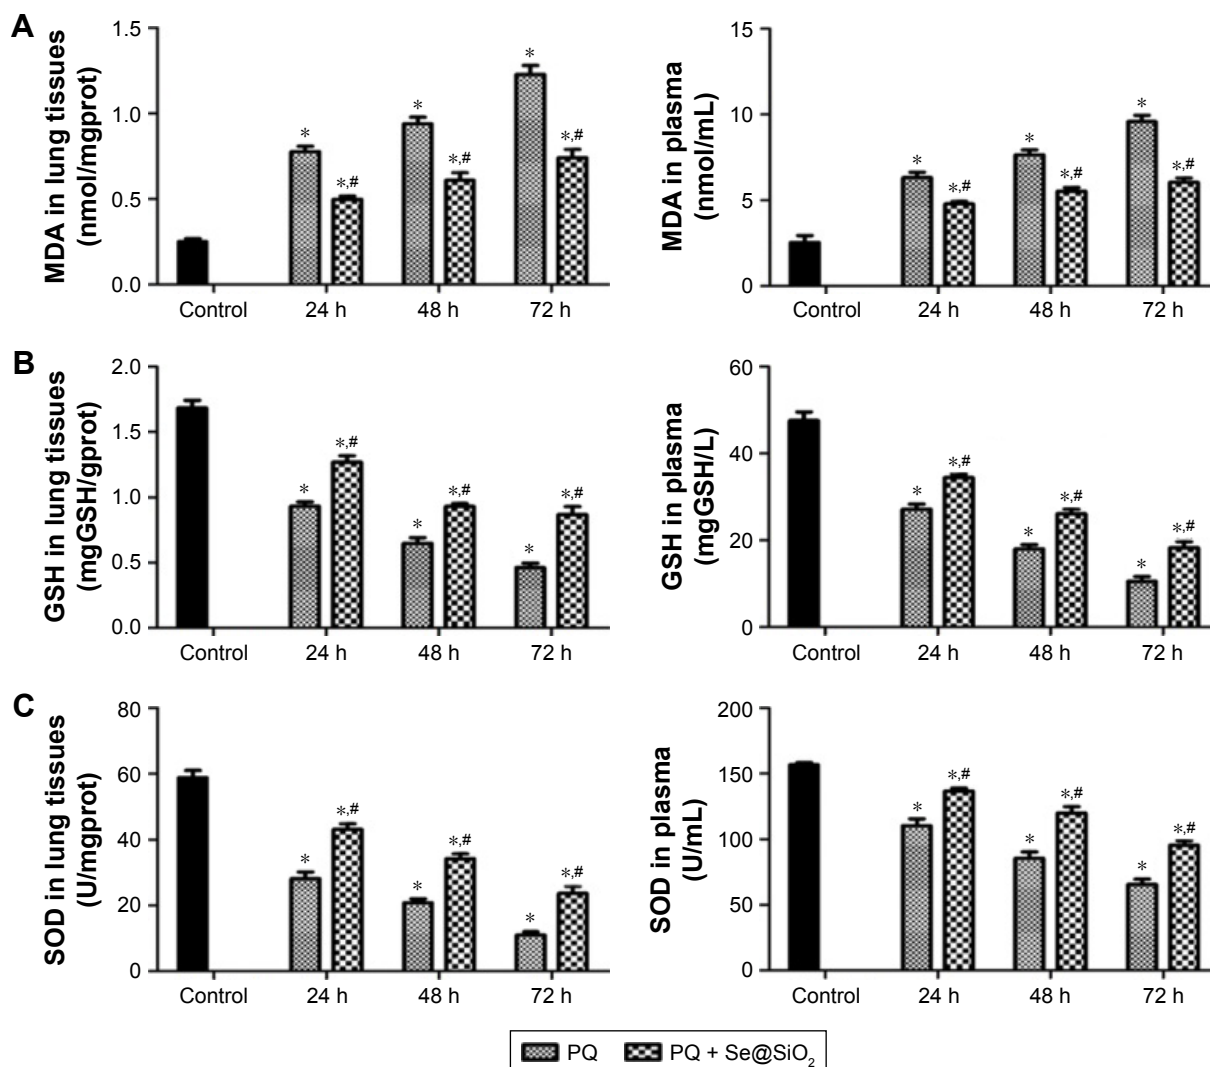 A
MDA in lung tissues
(nmol/mgprot)
1.5
1.0
0.5
0.0
*
*,#
*
*,#
*
*,#
Control
24 h
48 h
72 h
MDA in plasma
(nmol/mL)
15
10
5
0
*
*,#
*
*,#
*
*,#
Control
24 h
48 h
72 h
B
GSH in lung tissues
(mgGSH/gprot)
2.0
1.5
1.0
0.5
0.0
*
*,#
*
*,#
*
*,#
Control
24 h
48 h
72 h
GSH in plasma
(mgGSH/L)
60
40
20
0
*
*,#
*
*,#
*
*,#
Control
24 h
48 h
72 h
C
SOD in lung tissues
(U/mgprot)
80
60
40
20
0
*
*,#
*
*,#
*
*,#
Control
24 h
48 h
72 h
SOD in plasma
(U/mL)
200
150
100
50
0
*
*,#
*
*,#
*
*,#
Control
24 h
48 h
72 h
PQ
PQ + Se@SiO₂